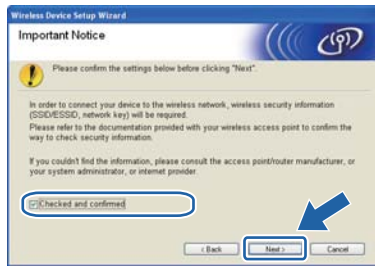 Wireless Device Setup Wizard
Important Notice
Please confirm the settings below before clicking "Next".
In order to connect your device to the wireless network, wireless security information
(SSID/ESSID, network key) will be required.
Please refer to the documentation provided with your wireless access point to confirm the
way to check security information.
If you couldn't find the information, please consult the access point/router manufacturer, or
your system administrator, or internet provider.
Checked and confirmed
< Back
Next >
Cancel